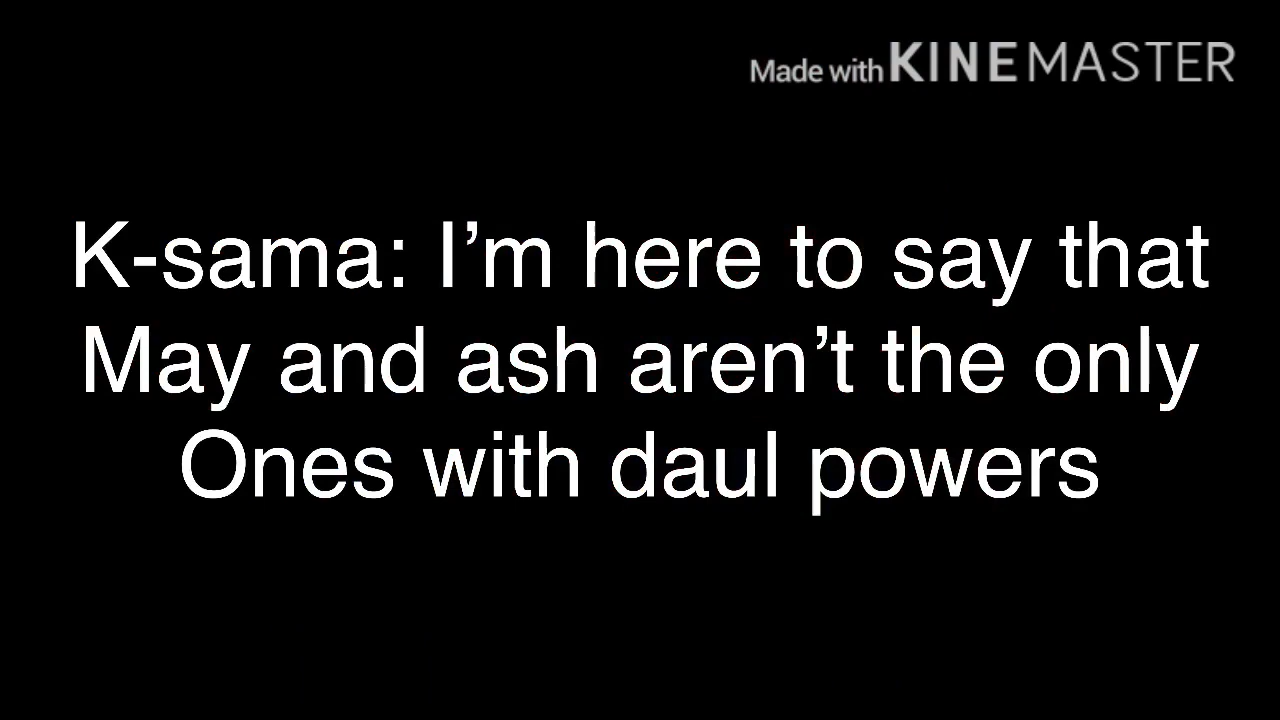 Made with KINEMASTER
K-sama: I’m here to say that
May and ash aren’t the only
Ones with daul powers